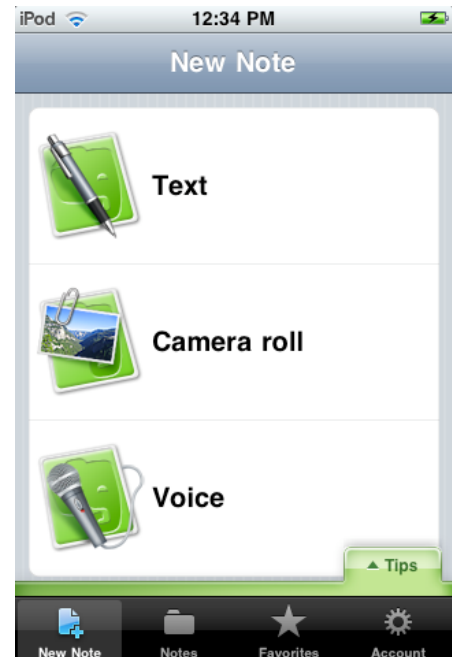 iPod 12:34 PM
New Note
Text
Camera roll
Voice
Tips
New Note Notes Favorites Account